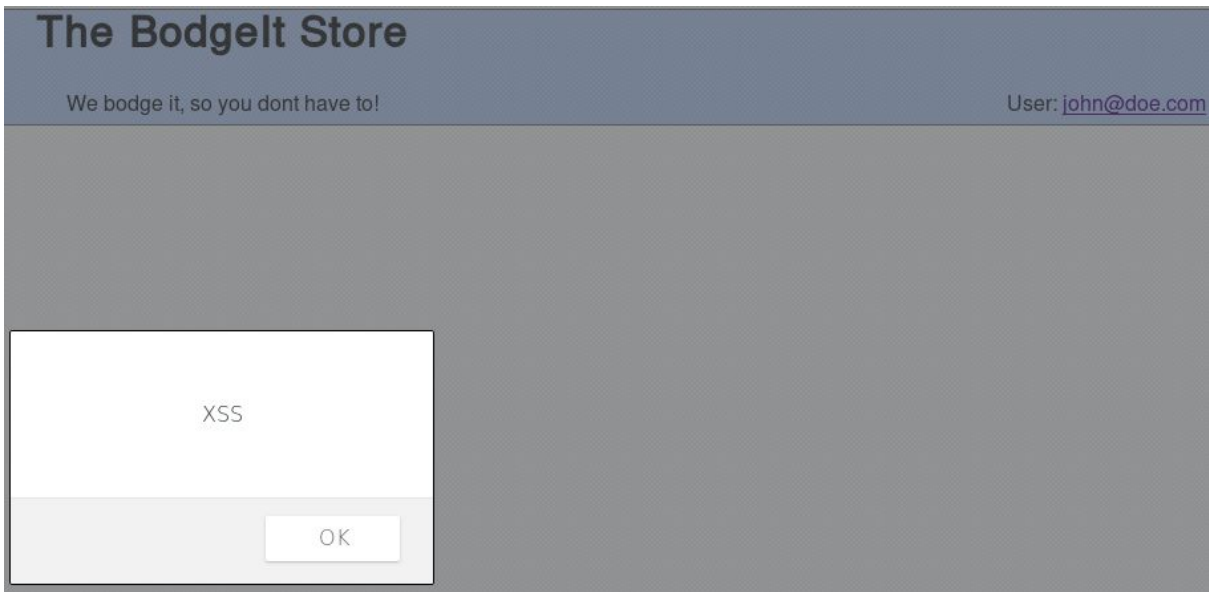 The BodgeIt Store
We bodge it, so you dont have to!
User: john@doe.com
XSS
OK